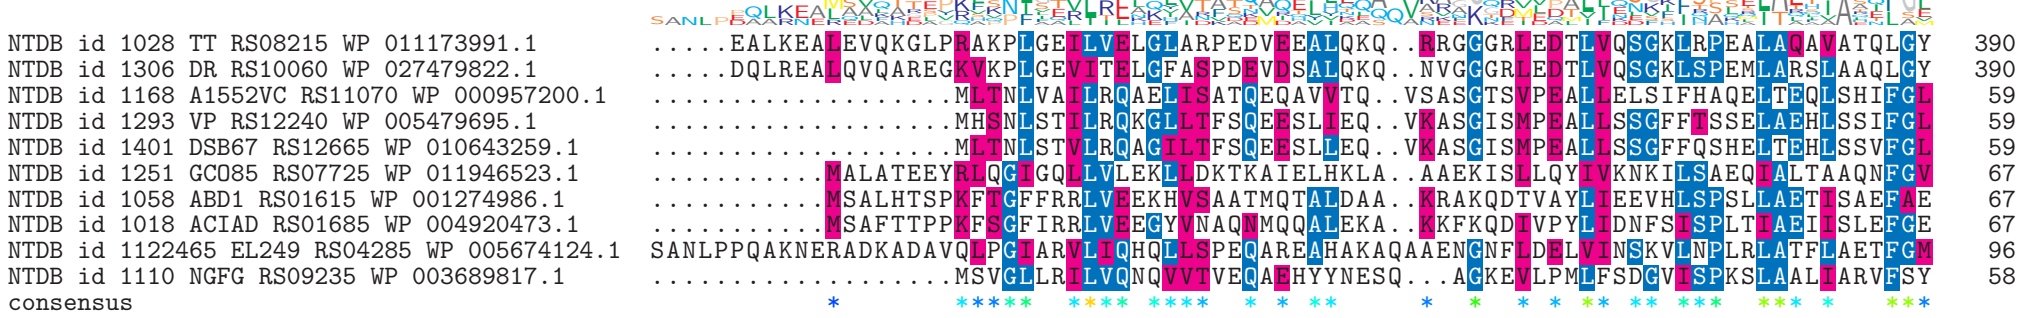 NTDB id 1028 TT RS08215 WP 011173991.1 .....EALKEALEVQKGLPRAKPLGEILVELGLARPEDVEEALQKQ..RRGGGRLEDTLVQSGKLRPEALAQAVATQLGY 390
NTDB id 1306 DR RS10060 WP 027479822.1 .....DQLREALQVQAREGKVKPLGEVITELGFASPDEVDSALQKQ..NVGGGRLEDTLVQSGKLSPEMLARSLAAQLGY 390
NTDB id 1168 A1552VC RS11070 WP 000957200.1 ...................MLTNLVAILRQAELISATQEQAVVTQ..VSASGTSVPEALLELSIFHAQELTEQLSHIFGL 59
NTDB id 1293 VP RS12240 WP 005479695.1 ...................MHSNLSTILRQKGLLTFSQEESLIEQ..VKASGISMPEALLSSGFFTSSELAEHLSSIFGL 59
NTDB id 1401 DSB67 RS12665 WP 010643259.1 ...................MLTNLSTVLRQAGILTFSQEESLLEQ..VKASGISMPEALLSSGFFQSHELTEHLSSVFGL 59
NTDB id 1251 GCO85 RS07725 WP 011946523.1 ...........MALATEEYRLQGIGQLLVLEKLLDKTKAIELHKLA..AAEKISLLQYIVKNKILSAEQIALTAAQNFGV 67
NTDB id 1058 ABD1 RS01615 WP 001274986.1 ...........MSALHTSPKFTGFFRRLVEEKHVSAATMQTALDAA..KRAKQDTVAYLIEEVHLSPSLLAETISAEFAE 67
NTDB id 1018 ACIAD RS01685 WP 004920473.1 ...........MSAFTTPPKFSGFIRRLVEEGYVNAQNMQQALEKA..KKFKQDIVPYLIDNFSISPLTIAEIISLEFGE 67
NTDB id 1122465 EL249 RS04285 WP 005674124.1 SANLPPQAKNERADKADAVQLPGIARVLIQHQLLSPEQAREAHAKAQAAENGNFLDELVINSKVLNPLRLATFLAETFGM 96
NTDB id 1110 NGFG RS09235 WP 003689817.1 ...................MSVGLLRILVQNQVVTVEQAEHYYNESQ...AGKEVLPMLFSDGVISPKSLAALIARVFSY 58
consensus * ***** **** **** * * ** * * * * ** ** *** *** * ***